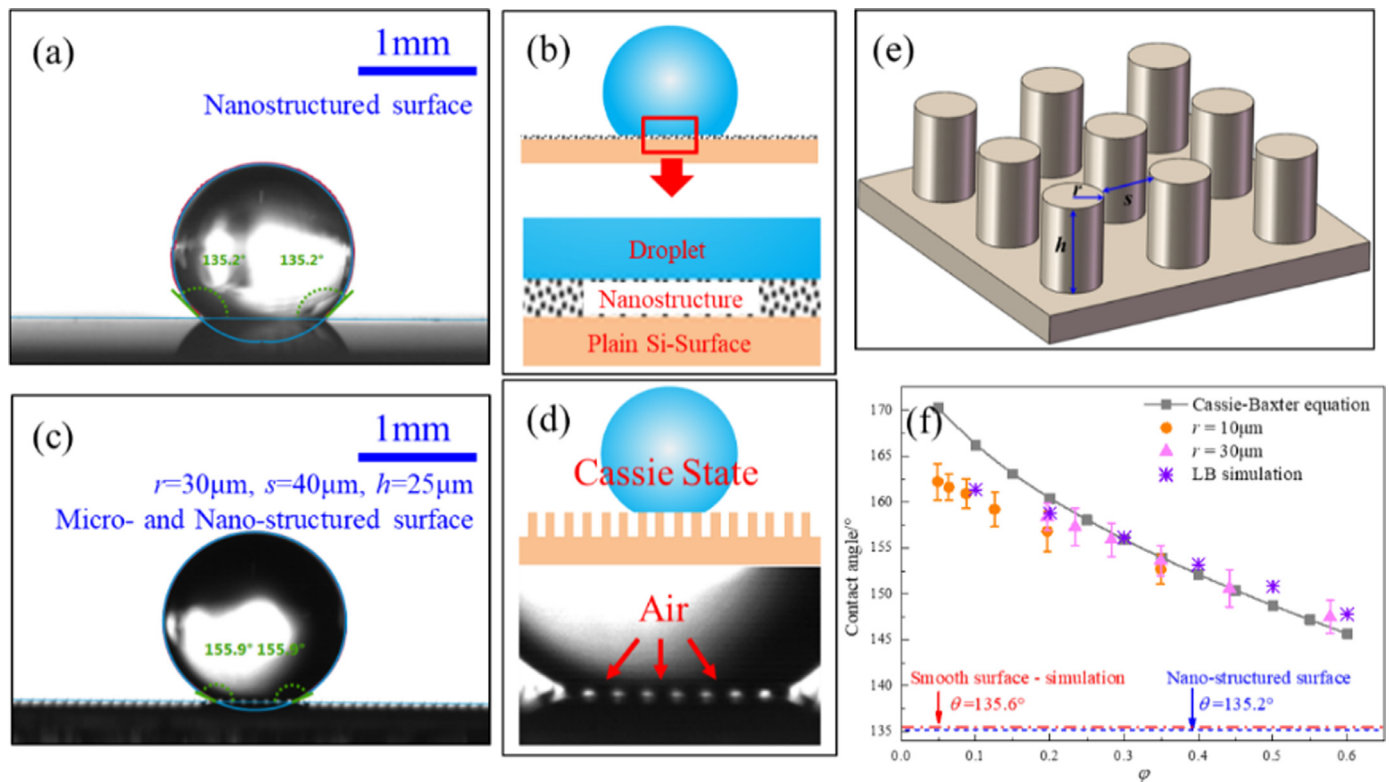 (a)
1mm
Nanostructured surface
135.2° 135.2°
(b)
Droplet
Nanostructure
Plain Si-Surface
(e)
r
s
h
(c)
1mm
r=30μm, s=40μm, h=25μm
Micro- and Nano-structured surface
155.9° 155.9°
(d)
Cassie State
Air
(f)
Cassie-Baxter equation
r = 10μm
r = 30μm
LB simulation
170
165
160
155
150
145
140
135
Contact angle/°
Smooth surface - simulation
θ=135.6°
Nano-structured surface
θ=135.2°
0.0 0.1 0.2 0.3 0.4 0.5 0.6
φ